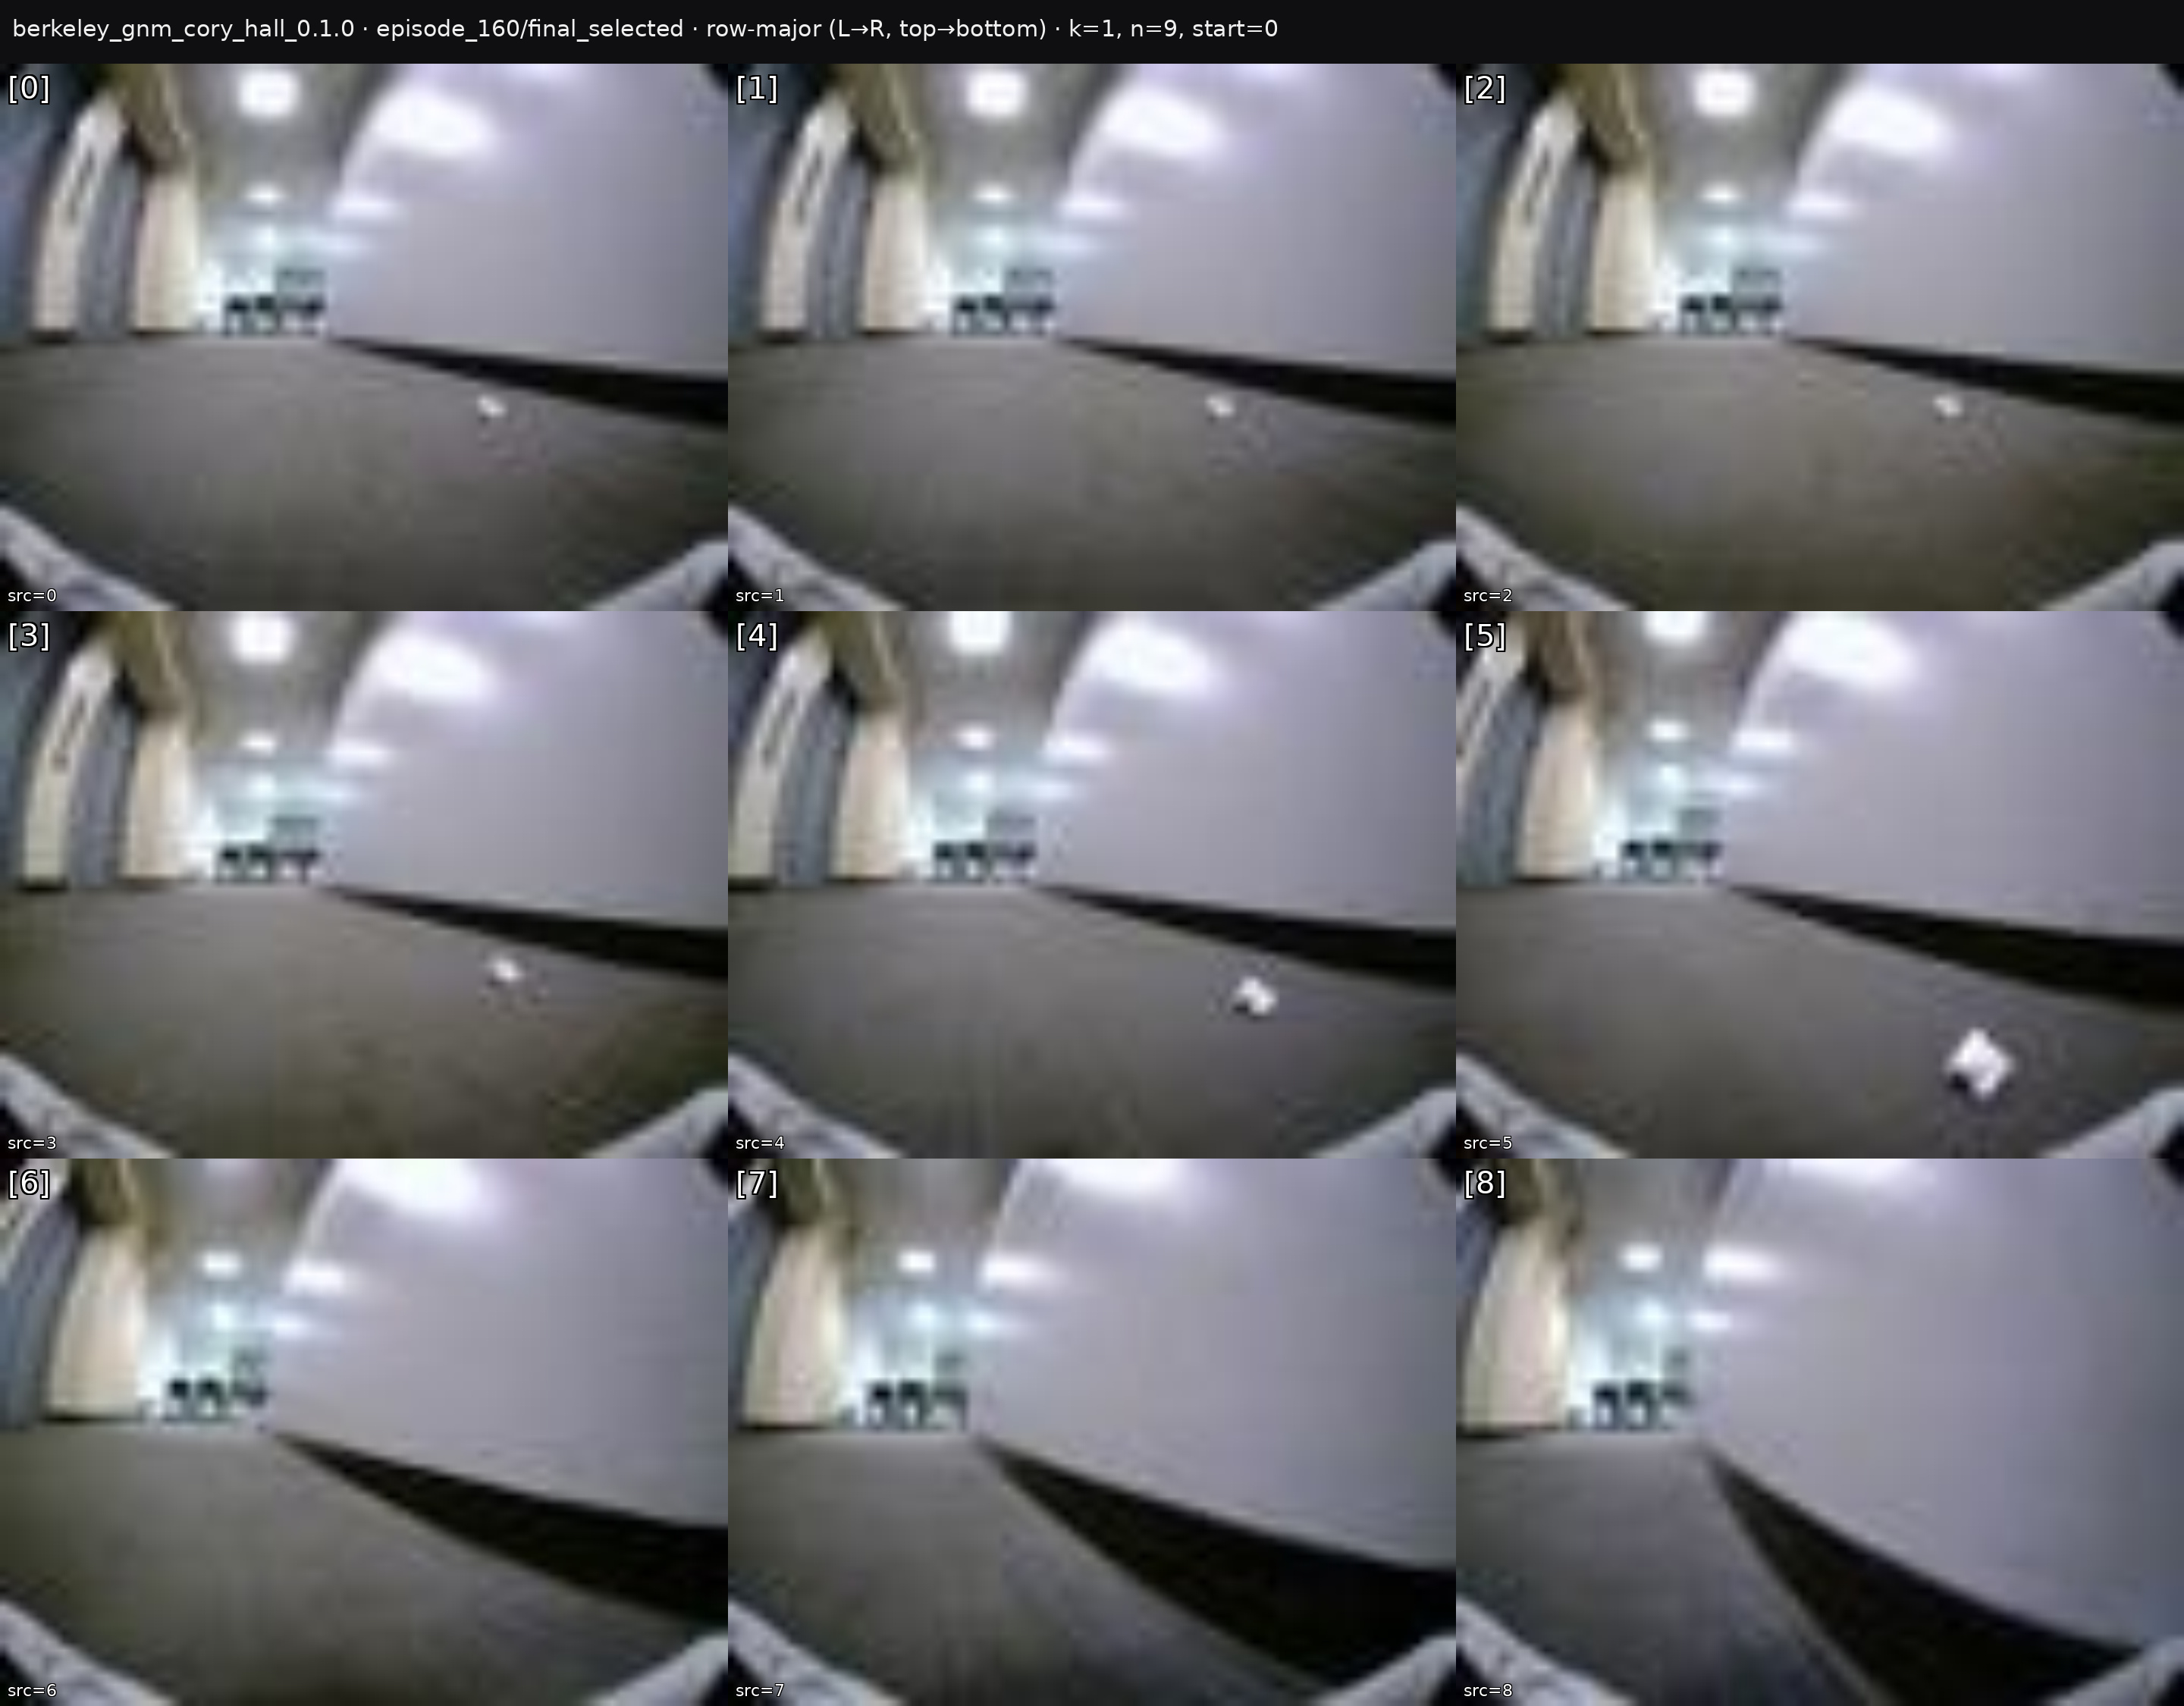 berkeley_gnm_cory_hall_0.1.0 · episode_160/final_selected · row-major (L→R, top→bottom) · k=1, n=9, start=0
[0]
[1]
[2]
src=0
src=1
src=2
[3]
[4]
[5]
src=3
src=4
src=5
[6]
[7]
[8]
src=6
src=7
src=8